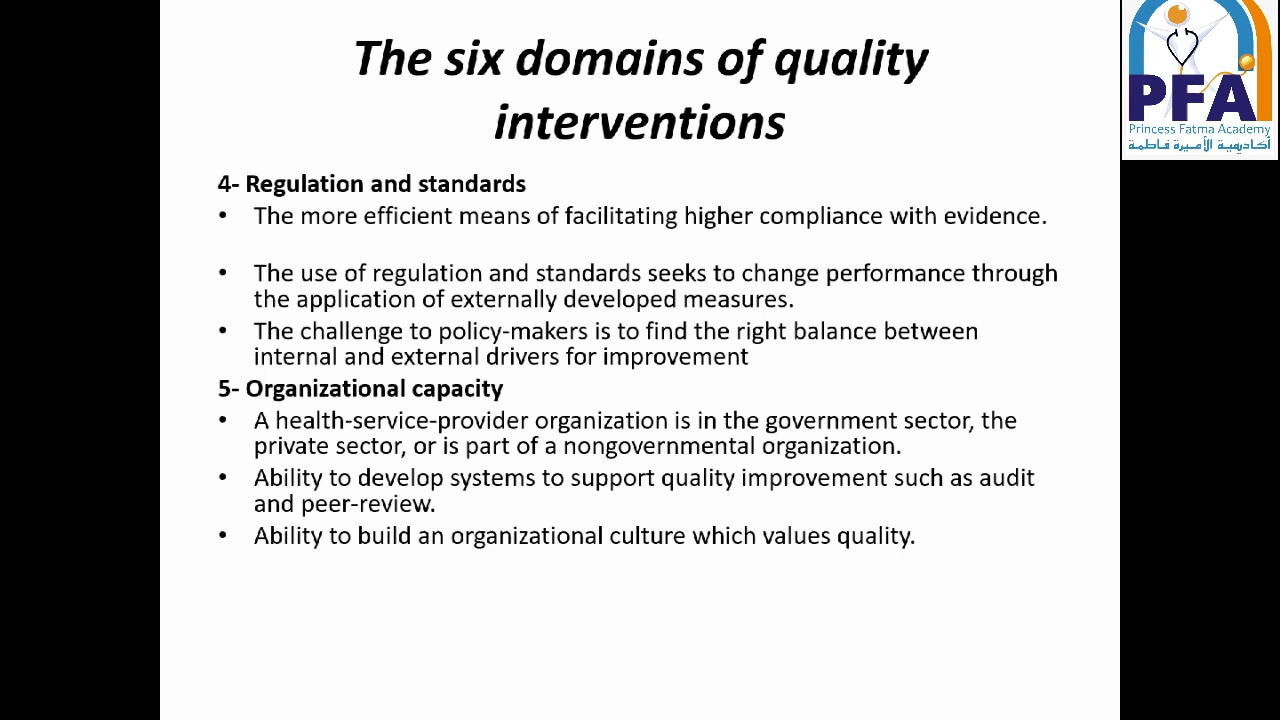 The six domains of quality
interventions
PFA
Princess Fatma Academy
أكاديمية الأميرة فاطمة
4- Regulation and standards
• The more efficient means of facilitating higher compliance with evidence.
• The use of regulation and standards seeks to change performance through
the application of externally developed measures.
• The challenge to policy-makers is to find the right balance between
internal and external drivers for improvement
5- Organizational capacity
• A health-service-provider organization is in the government sector, the
private sector, or is part of a nongovernmental organization.
• Ability to develop systems to support quality improvement such as audit
and peer-review.
• Ability to build an organizational culture which values quality.